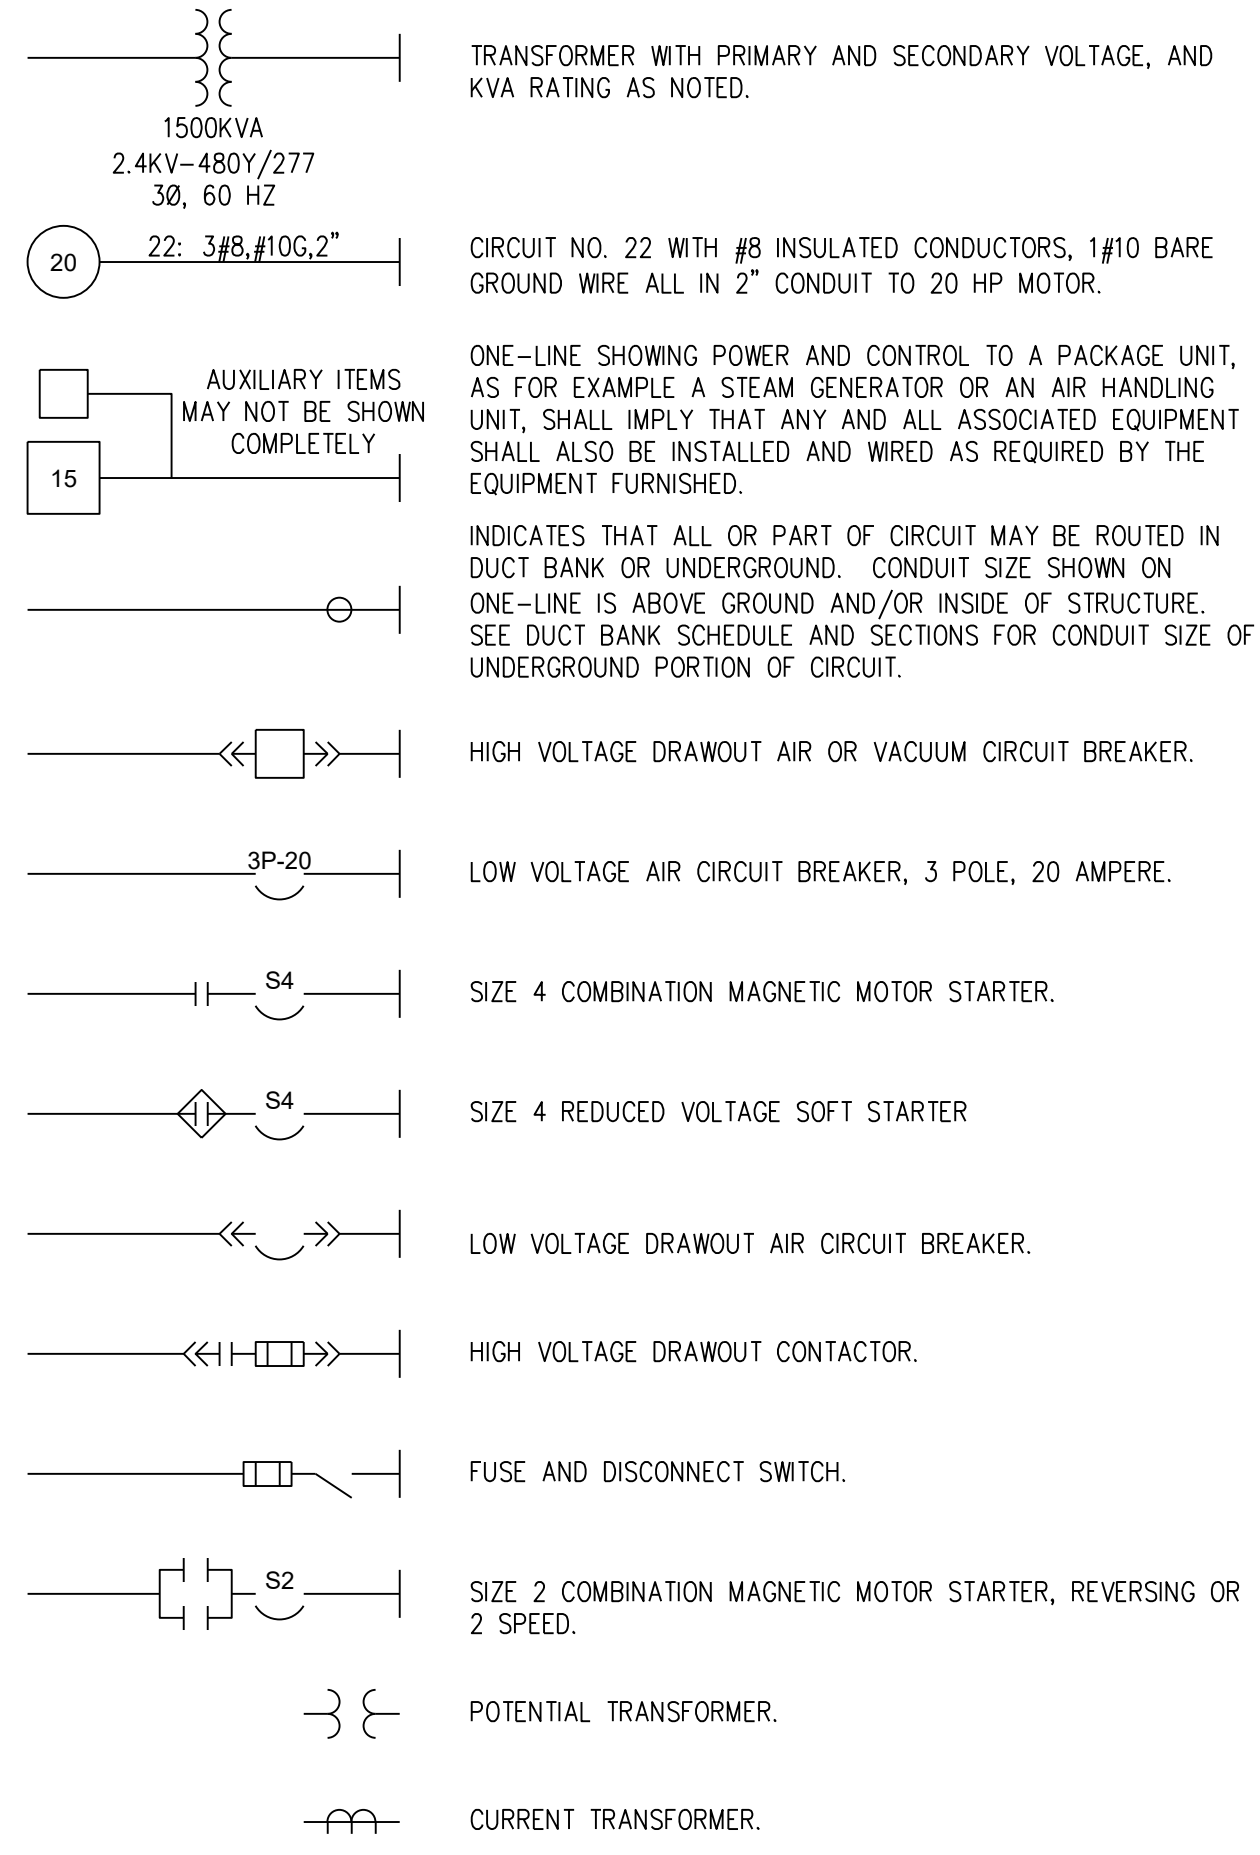 TRANSFORMER WITH PRIMARY AND SECONDARY VOLTAGE, AND
KVA RATING AS NOTED.
1500KVA
2.4KV–480Y/277
3Ø, 60 HZ
20
22: 3#8,#10G,2"
CIRCUIT NO. 22 WITH #8 INSULATED CONDUCTORS, 1#10 BARE
GROUND WIRE ALL IN 2" CONDUIT TO 20 HP MOTOR.
AUXILIARY ITEMS
MAY NOT BE SHOWN
COMPLETELY
15
ONE–LINE SHOWING POWER AND CONTROL TO A PACKAGE UNIT,
AS FOR EXAMPLE A STEAM GENERATOR OR AN AIR HANDLING
UNIT, SHALL IMPLY THAT ANY AND ALL ASSOCIATED EQUIPMENT
SHALL ALSO BE INSTALLED AND WIRED AS REQUIRED BY THE
EQUIPMENT FURNISHED.
INDICATES THAT ALL OR PART OF CIRCUIT MAY BE ROUTED IN
DUCT BANK OR UNDERGROUND. CONDUIT SIZE SHOWN ON
ONE–LINE IS ABOVE GROUND AND/OR INSIDE OF STRUCTURE.
SEE DUCT BANK SCHEDULE AND SECTIONS FOR CONDUIT SIZE OF
UNDERGROUND PORTION OF CIRCUIT.
HIGH VOLTAGE DRAWOUT AIR OR VACUUM CIRCUIT BREAKER.
3P-20
LOW VOLTAGE AIR CIRCUIT BREAKER, 3 POLE, 20 AMPERE.
S4
SIZE 4 COMBINATION MAGNETIC MOTOR STARTER.
S4
SIZE 4 REDUCED VOLTAGE SOFT STARTER
LOW VOLTAGE DRAWOUT AIR CIRCUIT BREAKER.
HIGH VOLTAGE DRAWOUT CONTACTOR.
FUSE AND DISCONNECT SWITCH.
S2
SIZE 2 COMBINATION MAGNETIC MOTOR STARTER, REVERSING OR
2 SPEED.
POTENTIAL TRANSFORMER.
CURRENT TRANSFORMER.